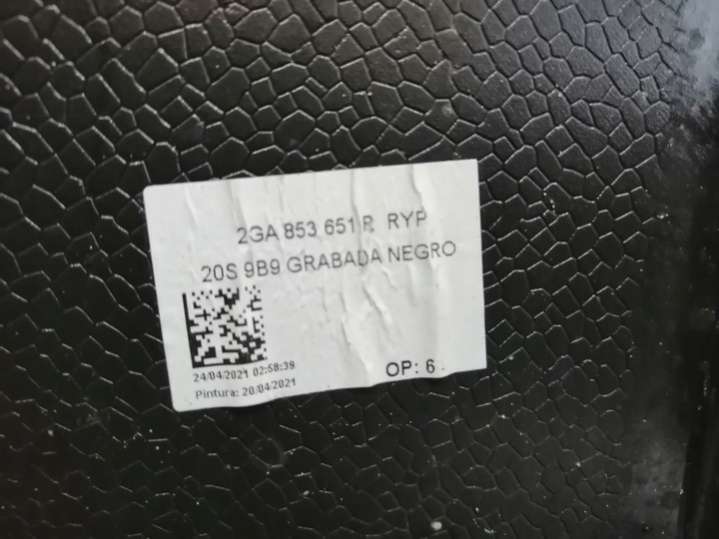 2GA 853 651 R RYP
20S 9B9 GRABADA NEGRO
24/04/2021 02:58:39
Pintura: 20/04/2021
OP: 6